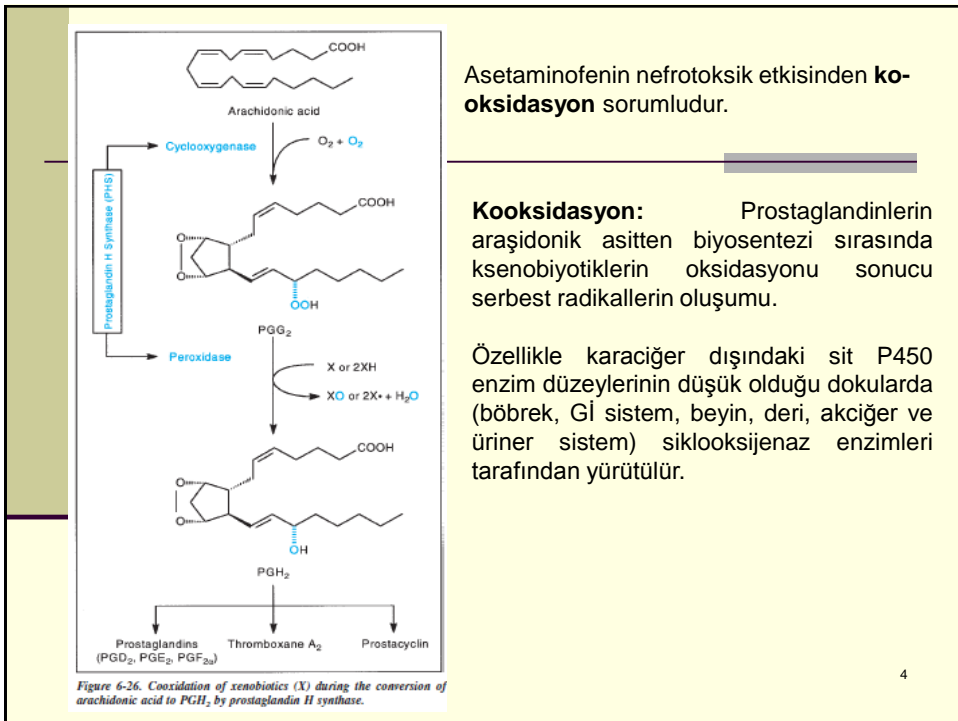 COOH
Arachidonic acid
Cyclooxygenase
O₂ + O₂
Prostaglandin H Synthase (PHS)
COOH
O
O
OOH
PGG₂
Peroxidase
X or 2XH
XO or 2X• + H₂O
COOH
O
O
OH
PGH₂
Prostaglandins
(PGD₂, PGE₂, PGF₂α)
Thromboxane A₂
Prostacyclin
Figure 6-26. Cooxidation of xenobiotics (X) during the conversion of
arachidonic acid to PGH₂ by prostaglandin H synthase.
Asetaminofenin nefrotoksik etkisinden ko-
oksidasyon sorumludur.
Kooksidasyon: Prostaglandinlerin
araşidonik asitten biyosentezi sırasında
ksenobiyotiklerin oksidasyonu sonucu
serbest radikallerin oluşumu.
Özellikle karaciğer dışındaki sit P450
enzim düzeylerinin düşük olduğu dokularda
(böbrek, Gİ sistem, beyin, deri, akciğer ve
üriner sistem) siklooksijenaz enzimleri
tarafından yürütülür.
4